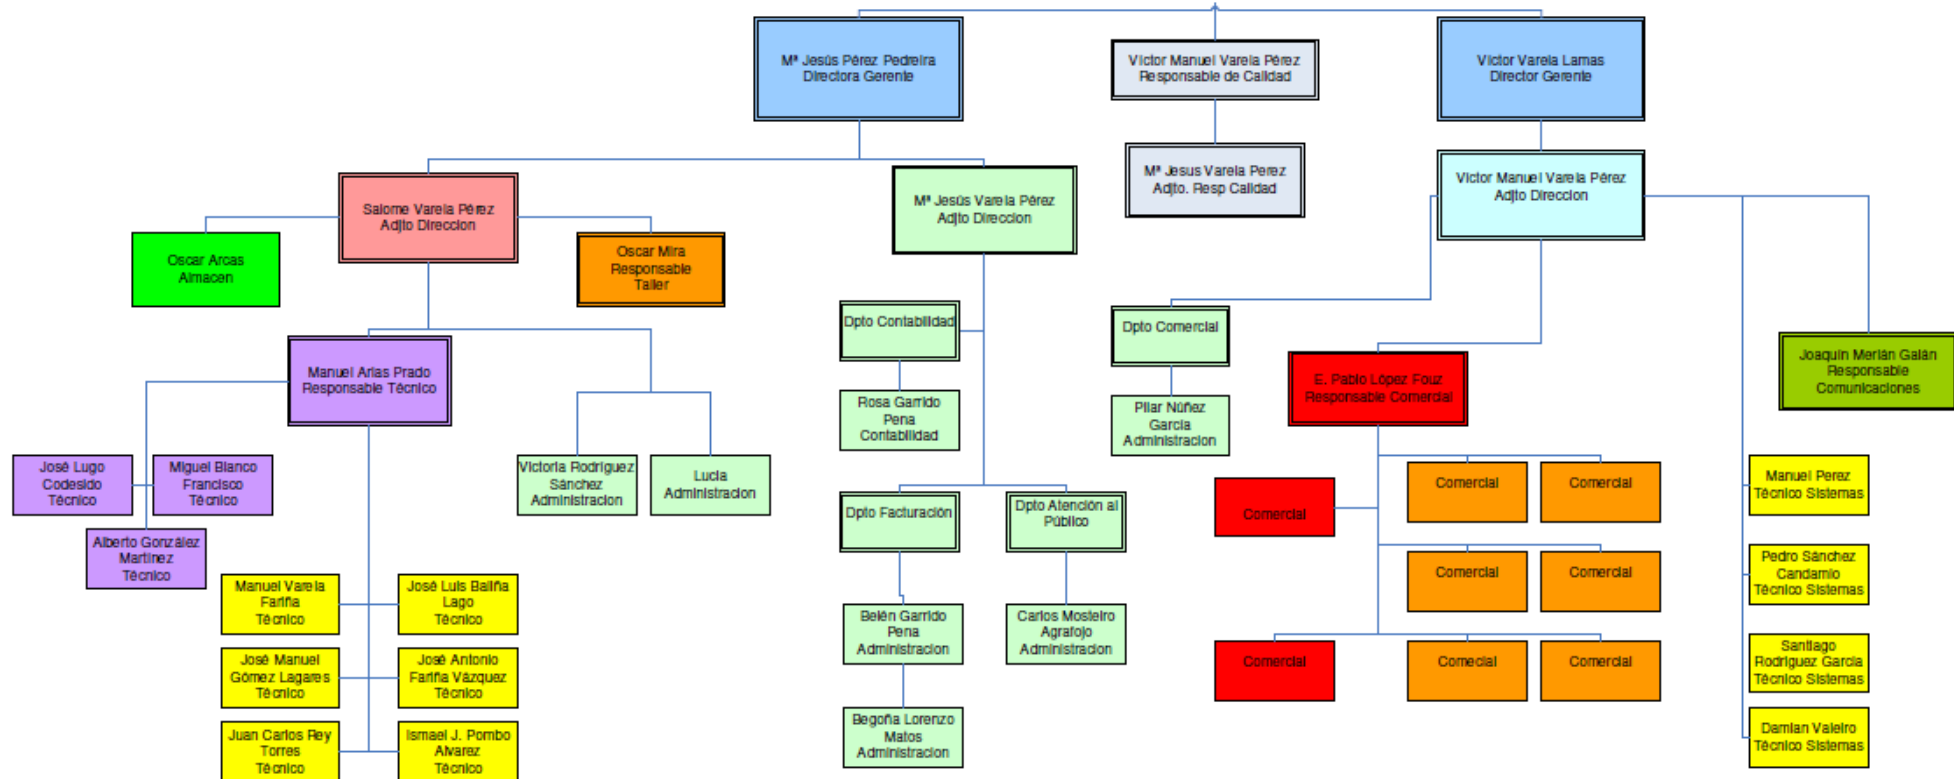 Mª Jesús Pérez Pedreira
Directora Gerente
Victor Manuel Varela Pérez
Responsable de Calidad
Victor Varela Lamas
Director Gerente
Mª Jesus Varela Perez
Adjto. Resp Calidad
Salome Varela Pérez
Adjto Direccion
Mª Jesús Varela Pérez
Adjto Direccion
Victor Manuel Varela Pérez
Adjto Direccion
Oscar Arcas
Almacen
Oscar Mira
Responsable
Taller
Dpto Contabilidad
Dpto Comercial
Manuel Arias Prado
Responsable Técnico
E. Pablo López Fouz
Responsable Comercial
Joaquín Merlán Galán
Responsable
Comunicaciones
Rosa Garrido
Pena
Contabilidad
Pilar Núñez
García
Administracion
José Lugo
Codesido
Técnico
Miguel Blanco
Francisco
Técnico
Victoria Rodríguez
Sánchez
Administracion
Lucia
Administracion
Alberto González
Martínez
Técnico
Dpto Facturación
Dpto Atención al
Público
Comercial
Comercial
Comercial
Manuel Perez
Técnico Sistemas
Comercial
Comercial
Pedro Sánchez
Candamio
Técnico Sistemas
Manuel Varela
Fariña
Técnico
José Luis Baliña
Lago
Técnico
Belén Garrido
Pena
Administracion
Carlos Mosteiro
Agrafojo
Administracion
José Manuel
Gómez Lagares
Técnico
José Antonio
Fariña Vázquez
Técnico
Comercial
Comecial
Comercial
Santiago
Rodríguez García
Técnico Sistemas
Juan Carlos Rey
Torres
Técnico
Ismael J. Pombo
Alvarez
Técnico
Begoña Lorenzo
Matos
Administracion
Damian Valeiro
Técnico Sistemas